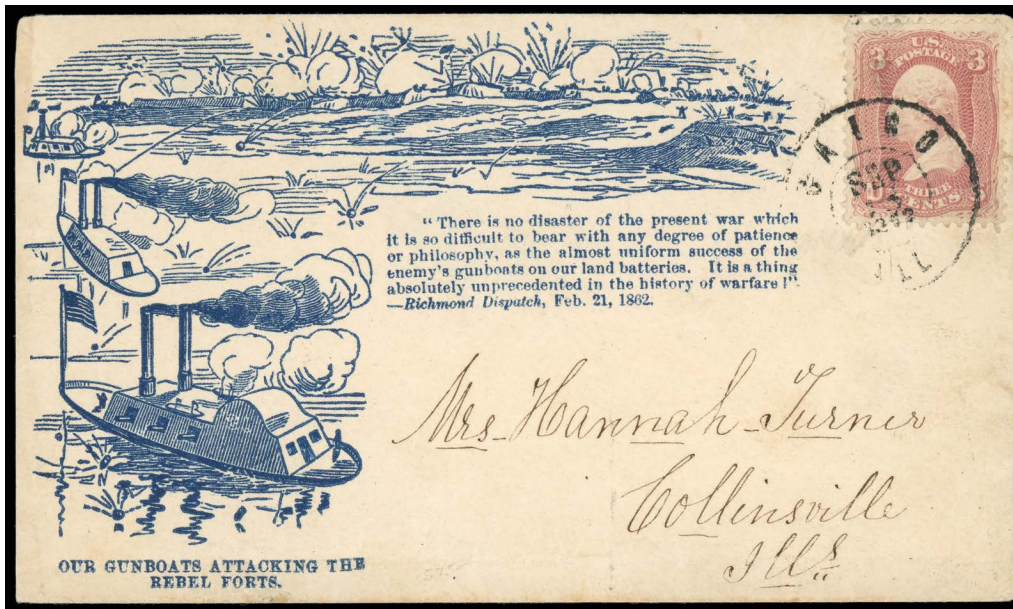 U.S.
POSTAGE
3 3
THREE
CENTS
CAIRO
SEP
ILL
" There is no disaster of the present war which
it is so difficult to bear with any degree of patience
or philosophy, as the almost uniform success of the
enemy's gunboats on our land batteries. It is a thing
absolutely unprecedented in the history of warfare !"
—Richmond Dispatch, Feb. 21, 1862.
Mrs Hannah Turner
Collinsville
Ills
OUR GUNBOATS ATTACKING THE
REBEL FORTS.